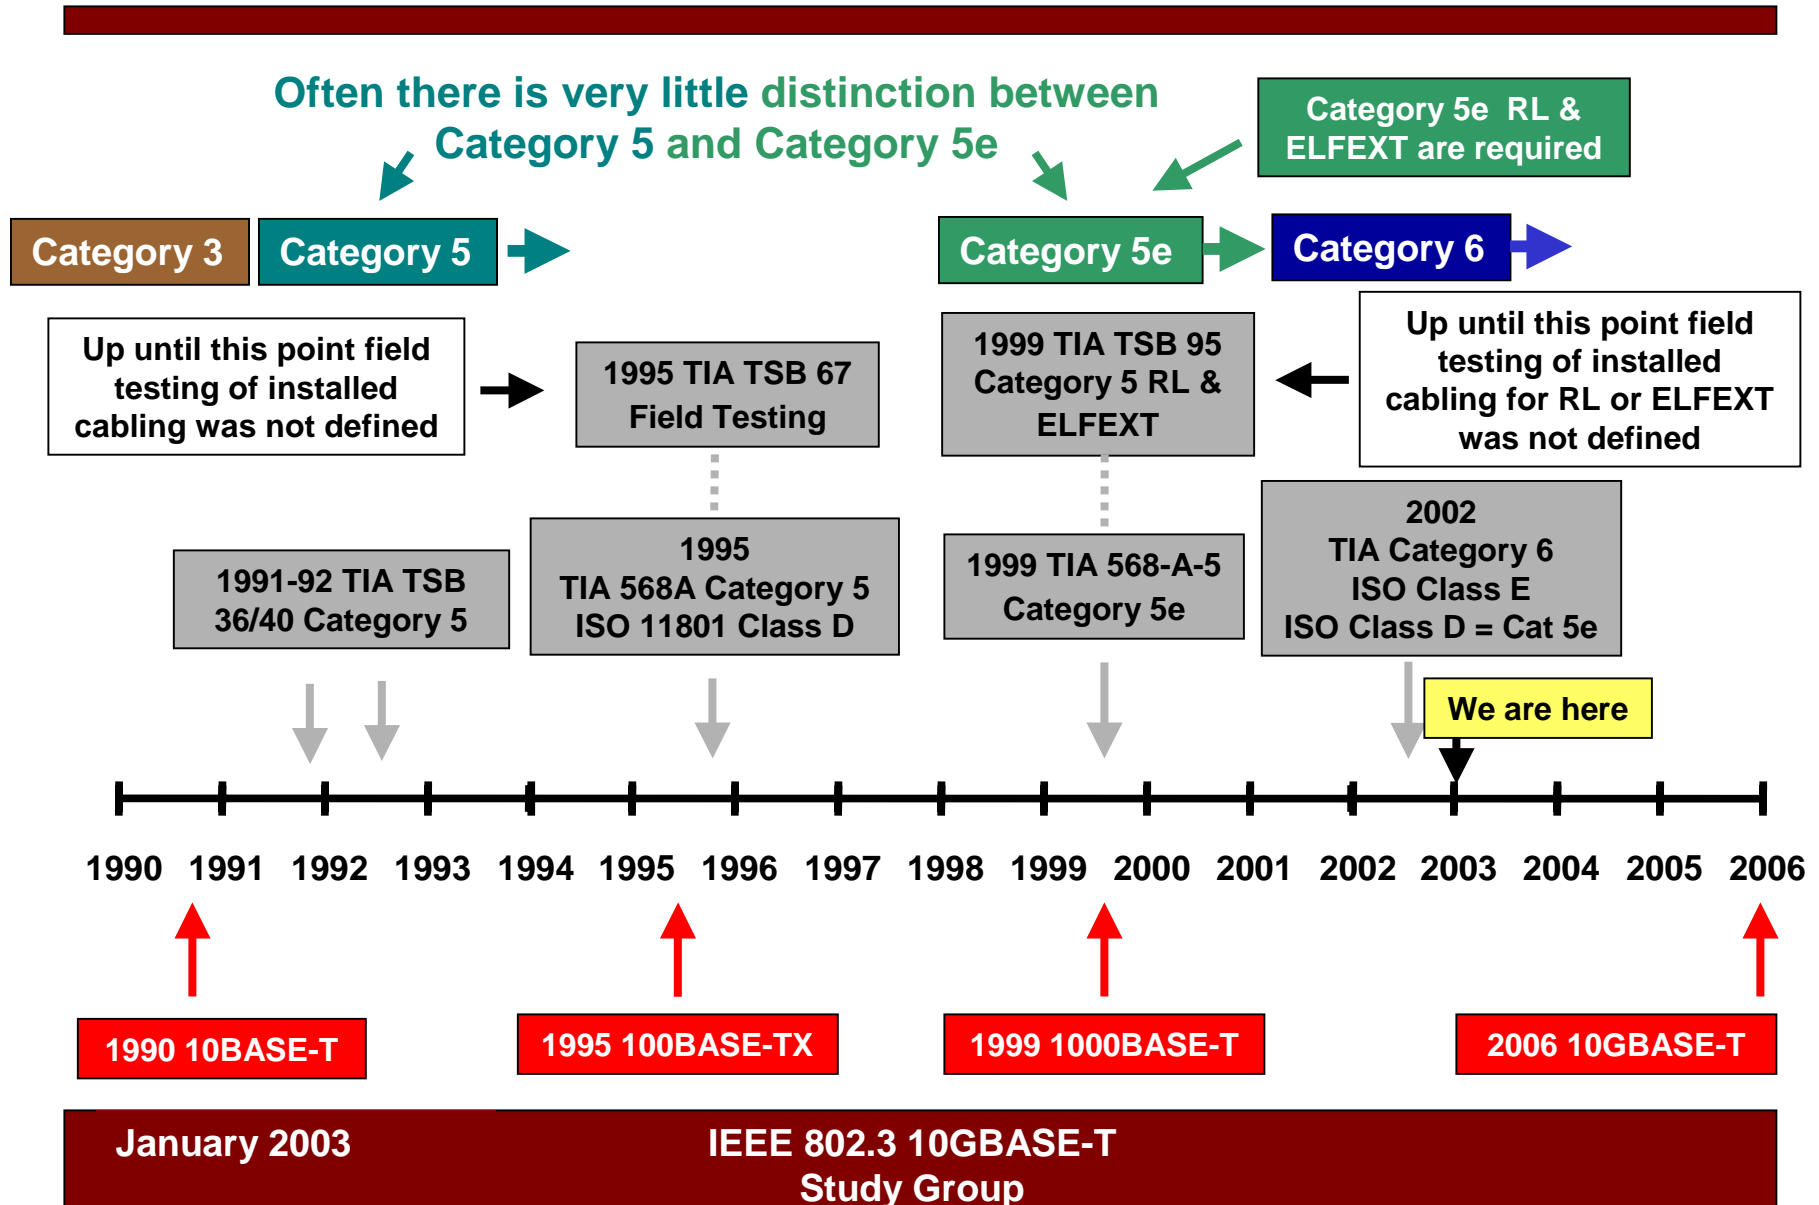 Often there is very little distinction between
Category 5 and Category 5e
Category 5e RL &
ELFEXT are required
Category 3
Category 5
Category 5e
Category 6
Up until this point field
testing of installed
cabling was not defined
1995 TIA TSB 67
Field Testing
1999 TIA TSB 95
Category 5 RL &
ELFEXT
Up until this point field
testing of installed
cabling for RL or ELFEXT
was not defined
1991-92 TIA TSB
36/40 Category 5
1995
TIA 568A Category 5
ISO 11801 Class D
1999 TIA 568-A-5
Category 5e
2002
TIA Category 6
ISO Class E
ISO Class D = Cat 5e
We are here
1990 1991 1992 1993 1994 1995 1996 1997 1998 1999 2000 2001 2002 2003 2004 2005 2006
1990 10BASE-T
1995 100BASE-TX
1999 1000BASE-T
2006 10GBASE-T
January 2003
IEEE 802.3 10GBASE-T
Study Group